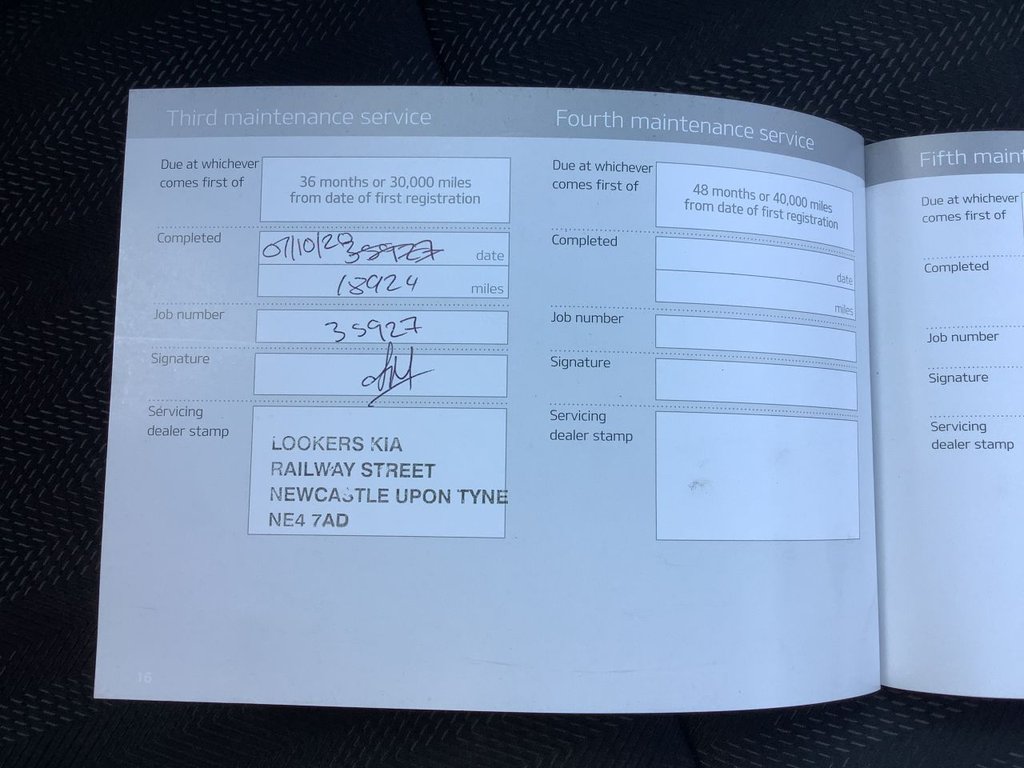 Third maintenance service
Due at whichever
comes first of
36 months or 30,000 miles
from date of first registration
Completed
07/10/20 35927
date
18924
miles
Job number
35927
Signature
Servicing
dealer stamp
LOOKERS KIA
RAILWAY STREET
NEWCASTLE UPON TYNE
NE4 7AD
16
Fourth maintenance service
Due at whichever
comes first of
48 months or 40,000 miles
from date of first registration
Completed
date
miles
Job number
Signature
Servicing
dealer stamp
Fifth maint
Due at whichever
comes first of
Completed
Job number
Signature
Servicing
dealer stamp